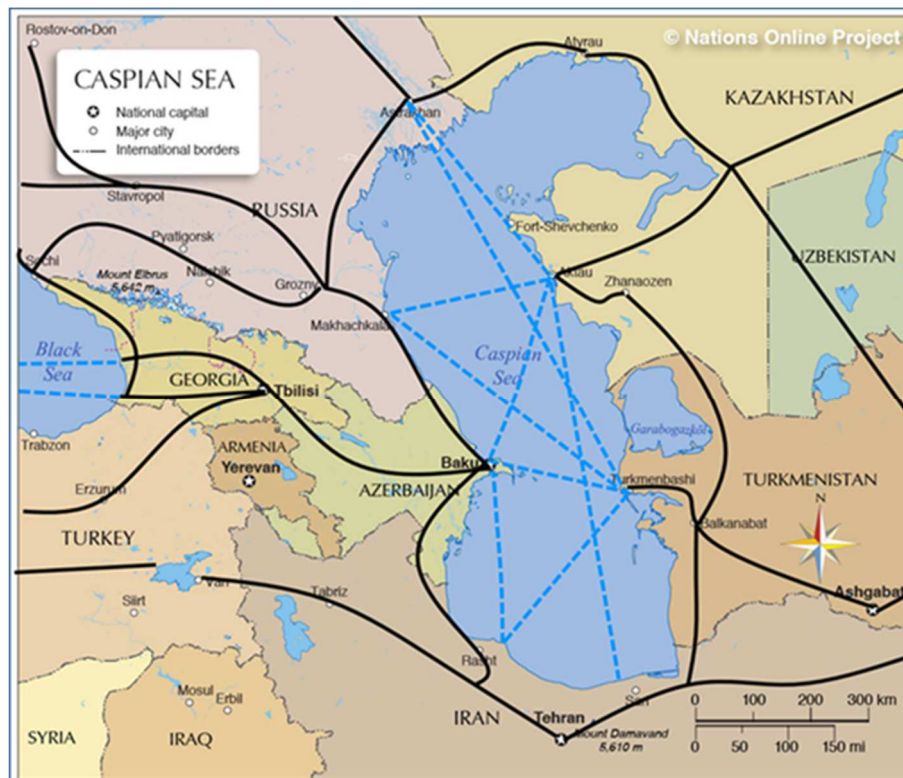 Rostov-on-Don
Atyrau
© Nations Online Project
CASPIAN SEA
National capital
Major city
International borders
KAZAKHSTAN
Astrakhan
Stavropol
RUSSIA
Fort-Shevchenko
Pyatigorsk
UZBEKISTAN
Sochi
Mount Elbrus
5,642 m
Nalchik
Grozny
Aktau
Zhanaozen
Makhachkala
Black
Sea
Caspian
Sea
GEORGIA
Tbilisi
Garabogazköl
Trabzon
ARMENIA
Yerevan
Baku
AZERBAIJAN
Turkmenbashi
TURKMENISTAN
N
Erzurum
Balkanabat
TURKEY
Van
Tabriz
Ashgabat
Siirt
Rasht
Sari
Mosul
Erbil
0 100 200 300 km
0 50 100 150 mi
IRAN
Tehran
Mount Damavand
5,610 m
SYRIA
IRAQ